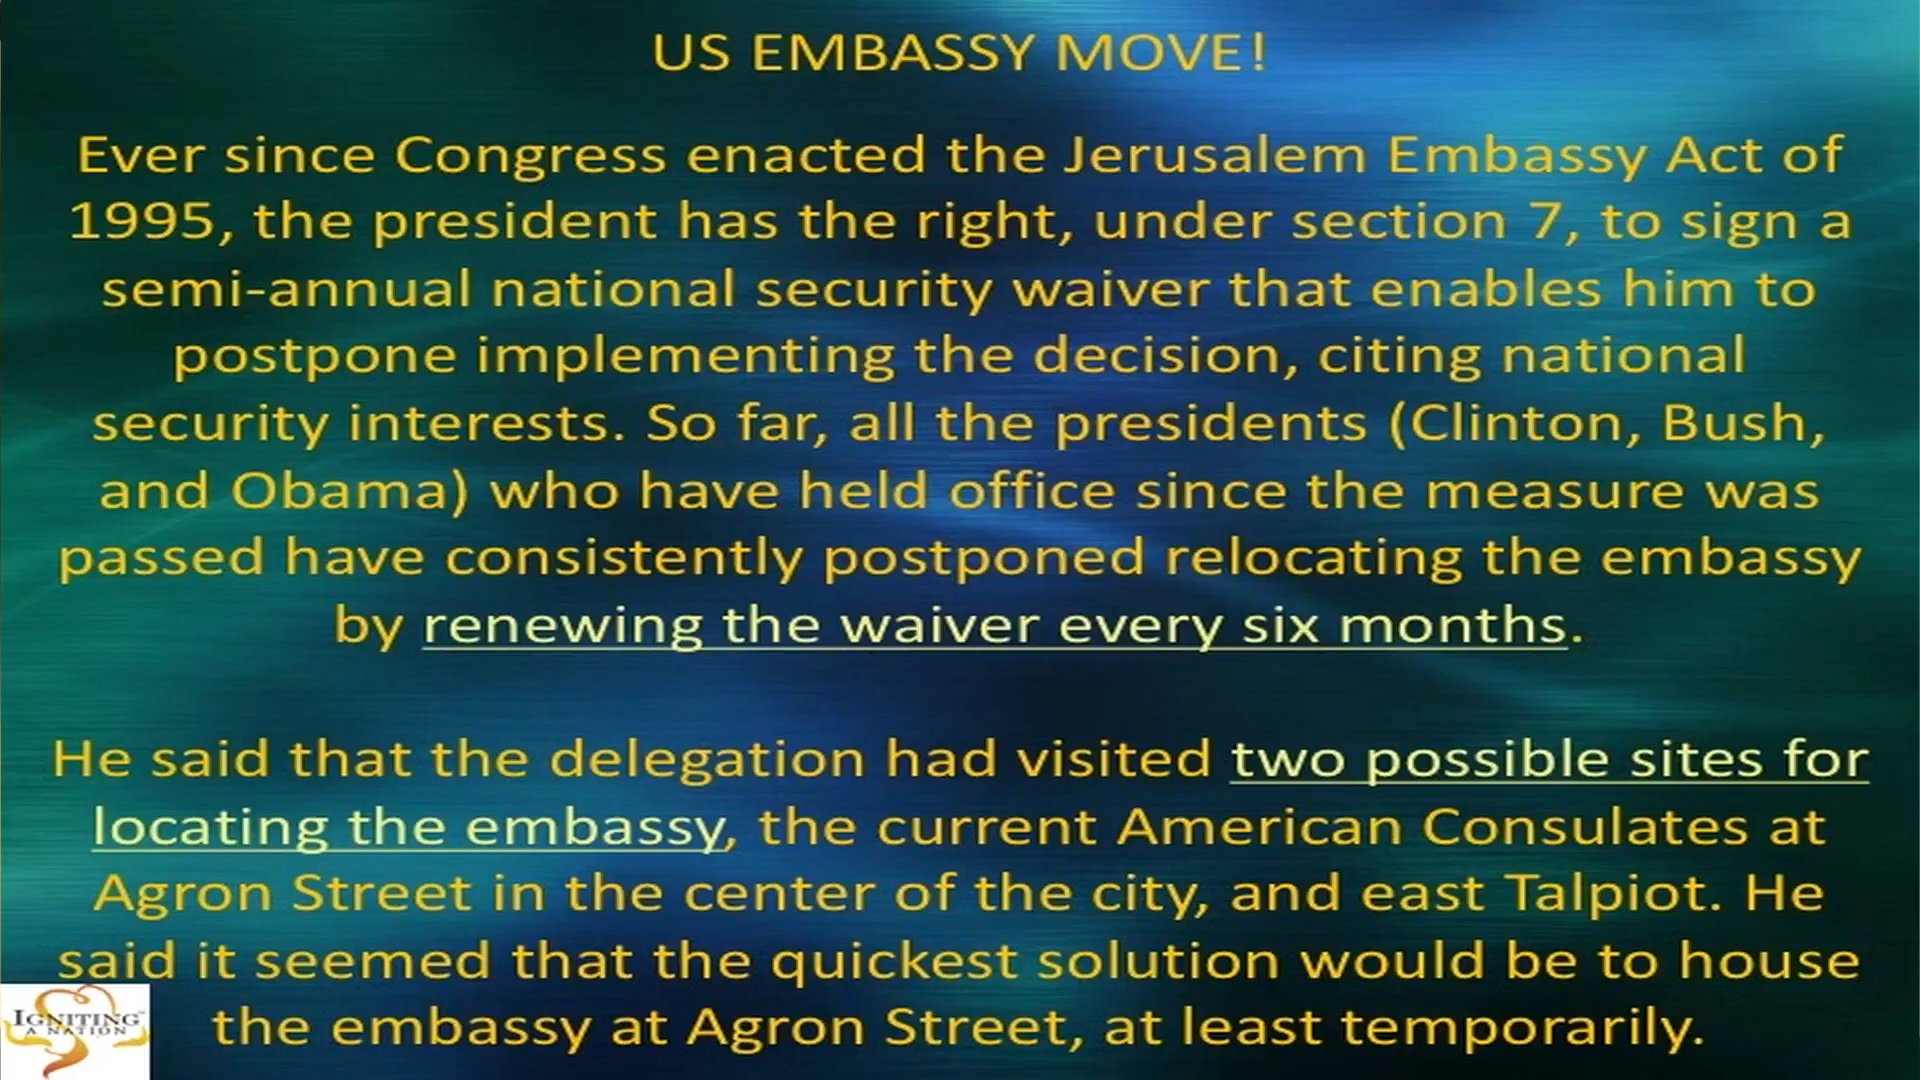 US EMBASSY MOVE!
Ever since Congress enacted the Jerusalem Embassy Act of
1995, the president has the right, under section 7, to sign a
semi-annual national security waiver that enables him to
postpone implementing the decision, citing national
security interests. So far, all the presidents (Clinton, Bush,
and Obama) who have held office since the measure was
passed have consistently postponed relocating the embassy
by renewing the waiver every six months.
He said that the delegation had visited two possible sites for
locating the embassy, the current American Consulates at
Agron Street in the center of the city, and east Talpiot. He
said it seemed that the quickest solution would be to house
the embassy at Agron Street, at least temporarily.
IGNITING
A NATION